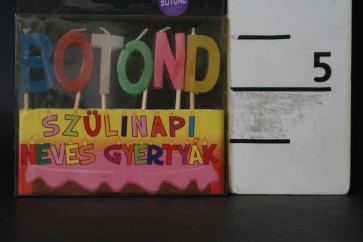 BOTOND
BOTOND
SZÜLINAPI
NEVES GYERTYÁK
5